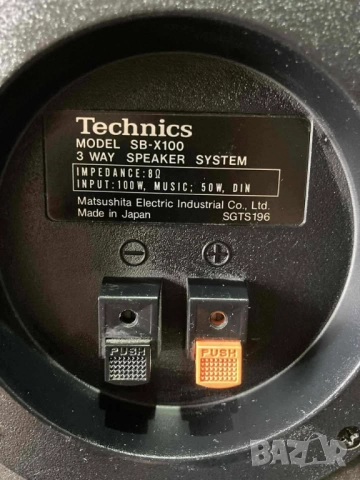 Technics
MODEL SB-X100
3 WAY SPEAKER SYSTEM
IMPEDANCE:8Ω
INPUT:100W, MUSIC; 50W, DIN
Matsushita Electric Industrial Co., Ltd.
Made in Japan SGTS196
− +
PUSH PUSH
BAZAR